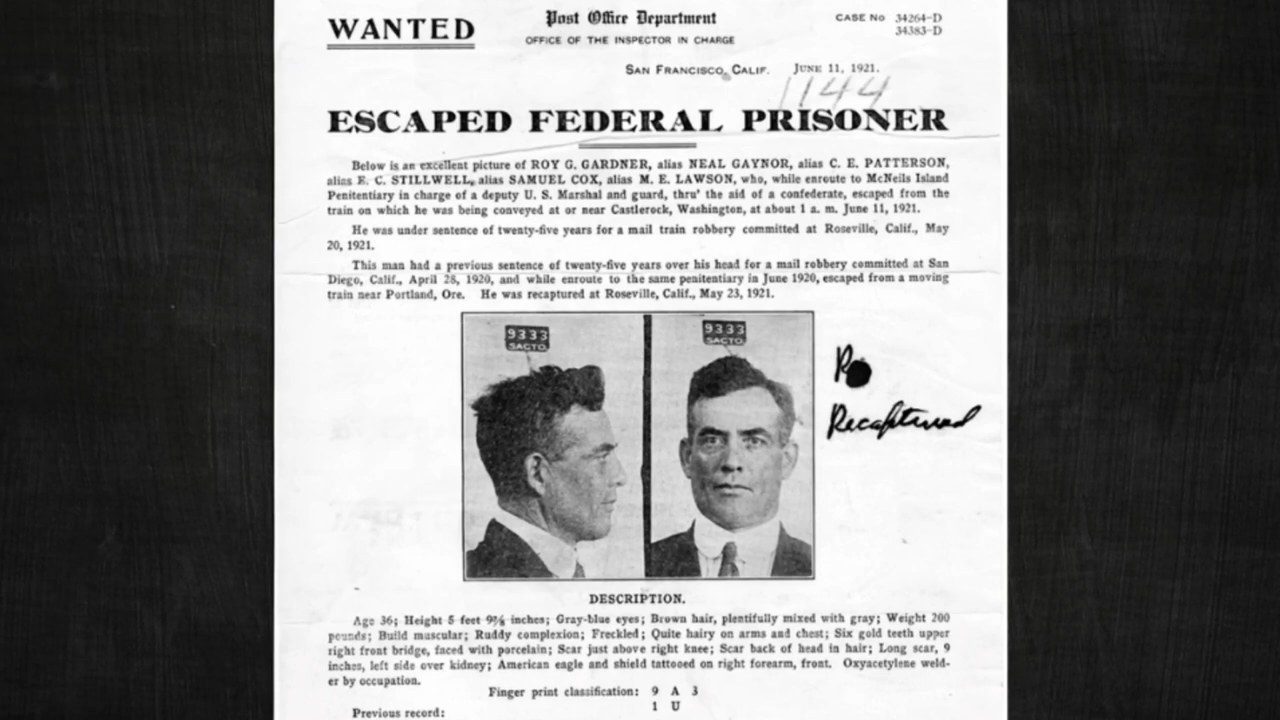 WANTED
Post Office Department
OFFICE OF THE INSPECTOR IN CHARGE
CASE No 34264-D
34383-D
SAN FRANCISCO, CALIF. JUNE 11, 1921.
1144
ESCAPED FEDERAL PRISONER
Below is an excellent picture of ROY G. GARDNER, alias NEAL GAYNOR, alias C. E. PATTERSON,
alias E. C. STILLWELL, alias SAMUEL COX, alias M. E. LAWSON, who, while enroute to McNeils Island
Penitentiary in charge of a deputy U. S. Marshal and guard, thru' the aid of a confederate, escaped from the
train on which he was being conveyed at or near Castlerock, Washington, at about 1 a. m. June 11, 1921.
He was under sentence of twenty-five years for a mail train robbery committed at Roseville, Calif., May
20, 1921.
This man had a previous sentence of twenty-five years over his head for a mail robbery committed at San
Diego, Calif., April 28, 1920, and while enroute to the same penitentiary in June 1920, escaped from a moving
train near Portland, Ore. He was recaptured at Roseville, Calif., May 23, 1921.
9333
SACTO.
9333
SACTO.
Recaptured
DESCRIPTION.
Age 36; Height 5 feet 9¾ inches; Gray-blue eyes; Brown hair, plentifully mixed with gray; Weight 200
pounds; Build muscular; Ruddy complexion; Freckled; Quite hairy on arms and chest; Six gold teeth upper
right front bridge, faced with porcelain; Scar just above right knee; Scar back of head in hair; Long scar, 9
inches, left side over kidney; American eagle and shield tattooed on right forearm, front. Oxyacetylene weld-
er by occupation.
Finger print classification: 9 A 3
1 U
Previous record: